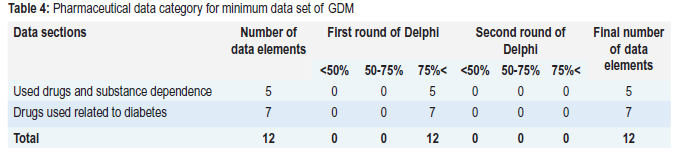 Table 4: Pharmaceutical data category for minimum data set of GDM
Data sections Number of data elements First round of Delphi Second round of Delphi Final number of data elements
<50% 50-75% 75%< <50% 50-75% 75%<
Used drugs and substance dependence 5 0 0 5 0 0 0 5
Drugs used related to diabetes 7 0 0 7 0 0 0 7
Total 12 0 0 12 0 0 0 12